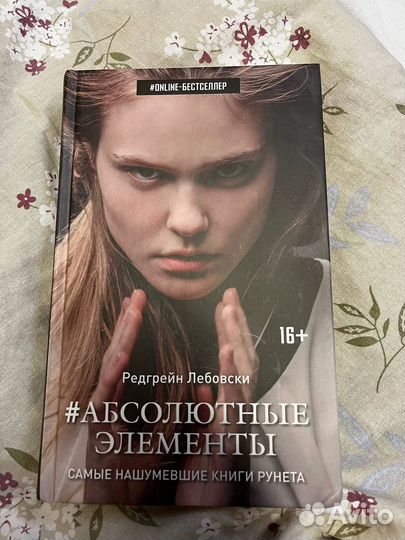 #ONLINE-БЕСТСЕЛЛЕР
16+
Редгрейн Лебовски
#АБСОЛЮТНЫЕ
ЭЛЕМЕНТЫ
САМЫЕ НАШУМЕВШИЕ КНИГИ РУНЕТА
Avito